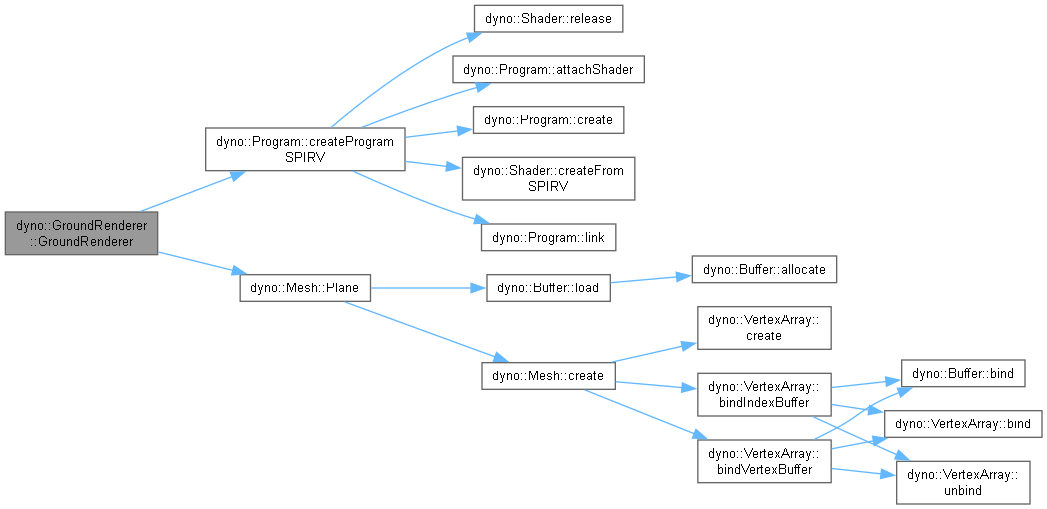 dyno::Shader::release
dyno::Program::attachShader
dyno::Program::create
dyno::Program::createProgram
SPIRV
dyno::Shader::createFrom
SPIRV
dyno::GroundRenderer
::GroundRenderer
dyno::Program::link
dyno::Mesh::Plane
dyno::Buffer::load
dyno::Buffer::allocate
dyno::VertexArray::
create
dyno::Mesh::create
dyno::VertexArray::
bindIndexBuffer
dyno::Buffer::bind
dyno::VertexArray::bind
dyno::VertexArray::
bindVertexBuffer
dyno::VertexArray::
unbind